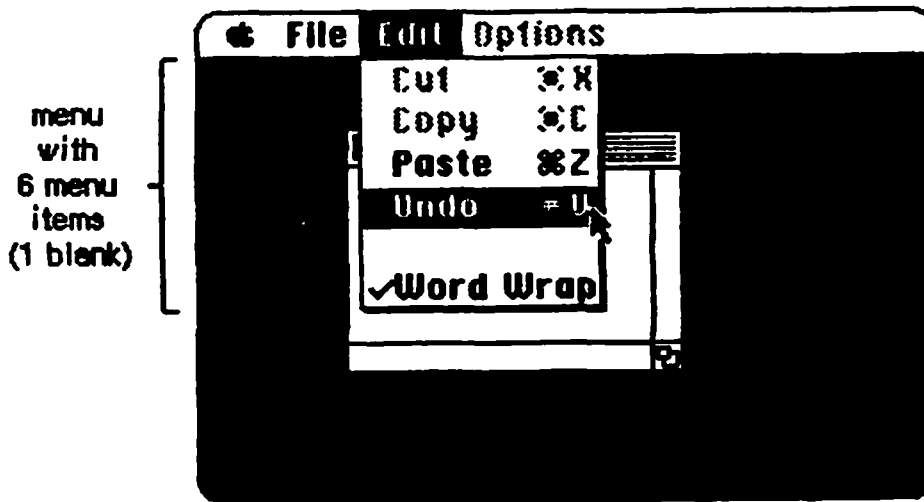 File Edit Options
Cut ⌘X
Copy ⌘C
Paste ⌘Z
Undo U
✓Word Wrap
menu
with
6 menu
items
(1 blank)